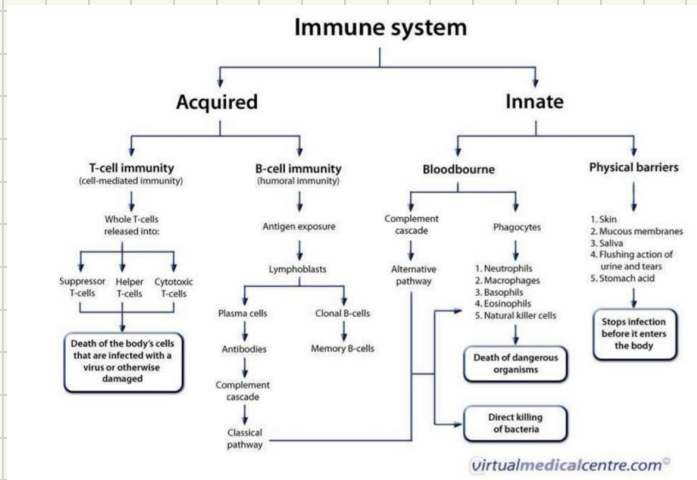 Immune system
Acquired
Innate
T-cell immunity
(cell-mediated immunity)
B-cell immunity
(humoral immunity)
Bloodbourne
Physical barriers
Whole T-cells
released into:
Antigen exposure
Complement
cascade
Phagocytes
1. Skin
2. Mucous membranes
3. Saliva
4. Flushing action of
urine and tears
5. Stomach acid
Suppressor
T-cells
Helper
T-cells
Cytotoxic
T-cells
Lymphoblasts
Alternative
pathway
1. Neutrophils
2. Macrophages
3. Basophils
4. Eosinophils
5. Natural killer cells
Plasma cells
Clonal B-cells
Stops infection
before it enters
the body
Death of the body's cells
that are infected with a
virus or otherwise
damaged
Antibodies
Memory B-cells
Death of dangerous
organisms
Complement
cascade
Direct killing
of bacteria
Classical
pathway
virtualmedicalcentre.com©